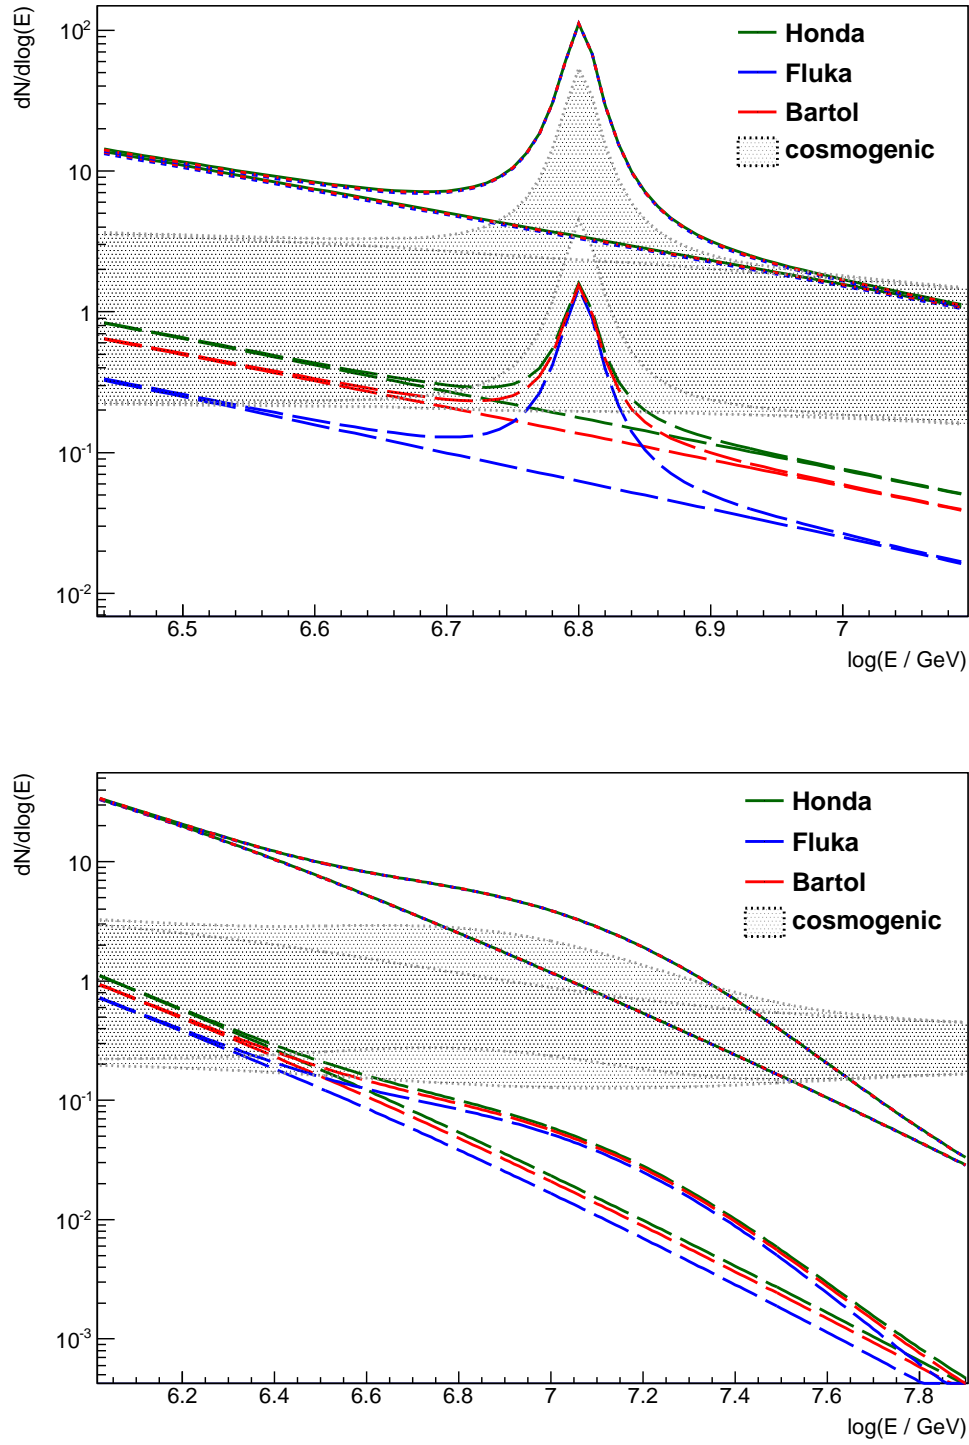 dN/dlog(E)
10^2
10
1
10^-1
10^-2
Honda
Fluka
Bartol
cosmogenic
6.5 6.6 6.7 6.8 6.9 7
log(E / GeV)
dN/dlog(E)
10
1
10^-1
10^-2
10^-3
Honda
Fluka
Bartol
cosmogenic
6.2 6.4 6.6 6.8 7 7.2 7.4 7.6 7.8
log(E / GeV)